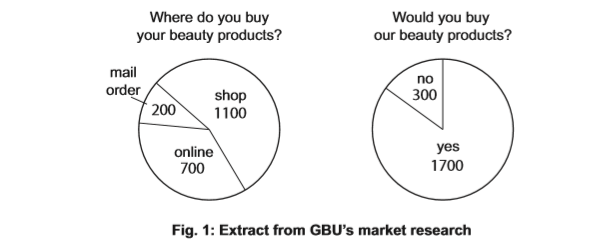 Where do you buy
your beauty products?
mail
order
200
shop
1100
online
700
Would you buy
our beauty products?
no
300
yes
1700
Fig. 1: Extract from GBU's market research